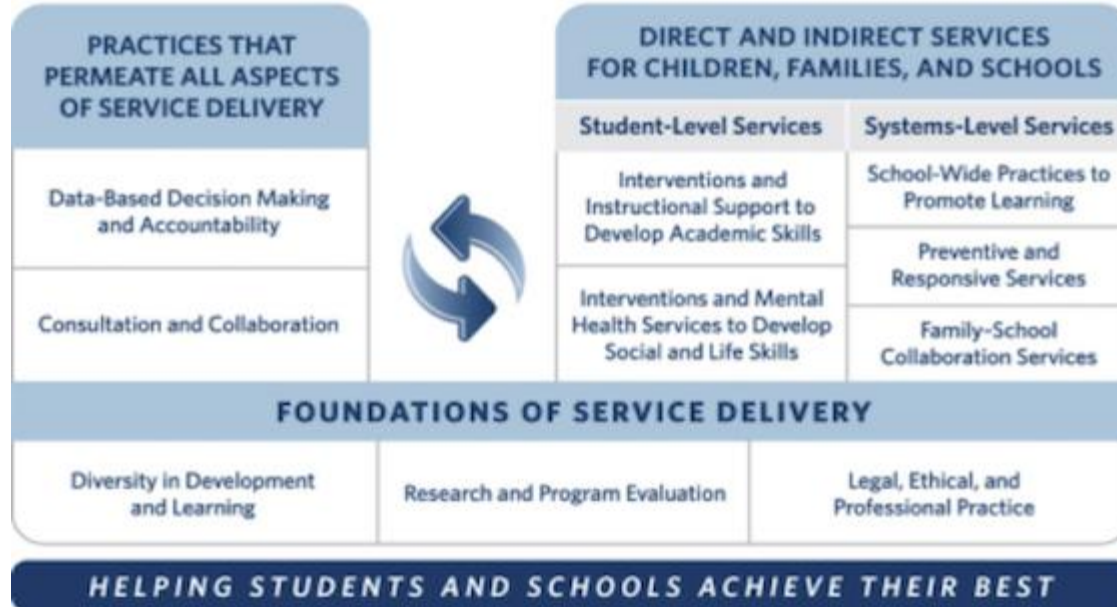 PRACTICES THAT
PERMEATE ALL ASPECTS
OF SERVICE DELIVERY
Data-Based Decision Making
and Accountability
Consultation and Collaboration
DIRECT AND INDIRECT SERVICES
FOR CHILDREN, FAMILIES, AND SCHOOLS
Student-Level Services
Interventions and
Instructional Support to
Develop Academic Skills
Interventions and Mental
Health Services to Develop
Social and Life Skills
Systems-Level Services
School-Wide Practices to
Promote Learning
Preventive and
Responsive Services
Family-School
Collaboration Services
FOUNDATIONS OF SERVICE DELIVERY
Diversity in Development
and Learning
Research and Program Evaluation
Legal, Ethical, and
Professional Practice
HELPING STUDENTS AND SCHOOLS ACHIEVE THEIR BEST